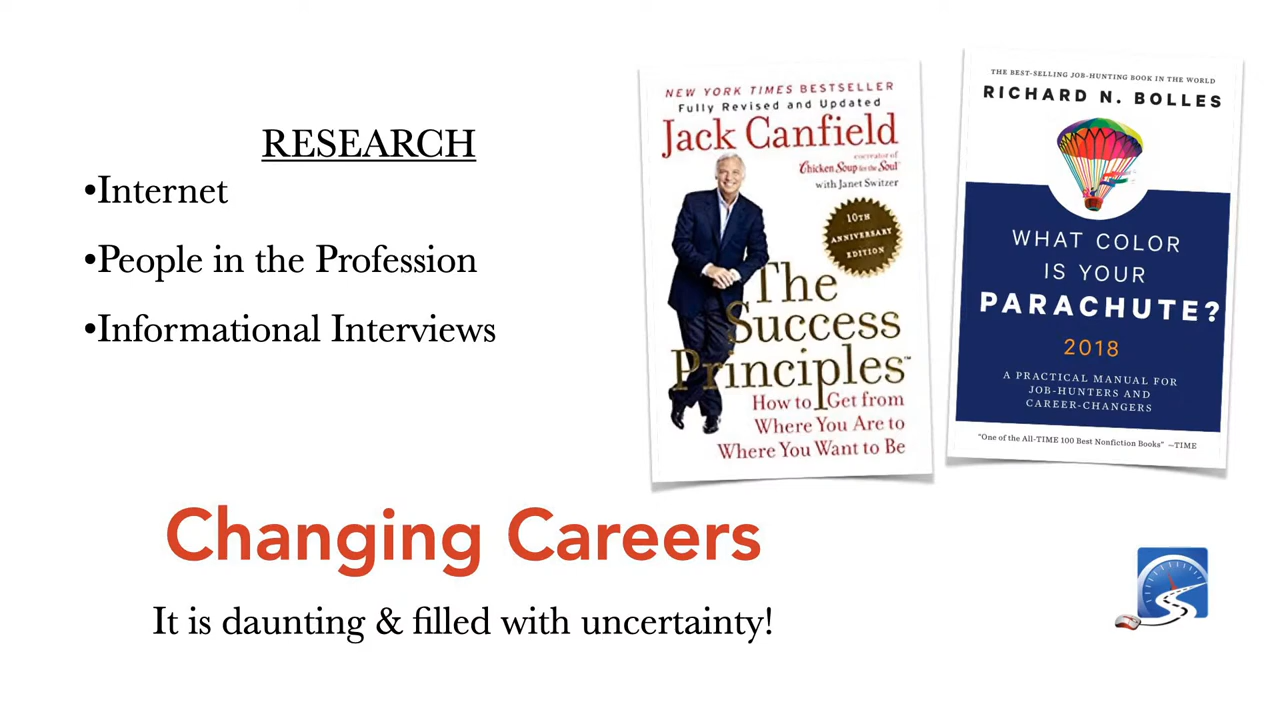 RESEARCH
•Internet
•People in the Profession
•Informational Interviews
NEW YORK TIMES BESTSELLER
Fully Revised and Updated
Jack Canfield
cocreator of
Chicken Soup for the Soul
with Janet Switzer
10TH
ANNIVERSARY
EDITION
The
Success
Principles™
How to Get from
Where You Are to
Where You Want to Be
THE BEST-SELLING JOB-HUNTING BOOK IN THE WORLD
RICHARD N. BOLLES
WHAT COLOR
IS YOUR
PARACHUTE?
2018
A PRACTICAL MANUAL FOR
JOB-HUNTERS AND
CAREER-CHANGERS
"One of the All-TIME 100 Best Nonfiction Books" —TIME
Changing Careers
It is daunting & filled with uncertainty!